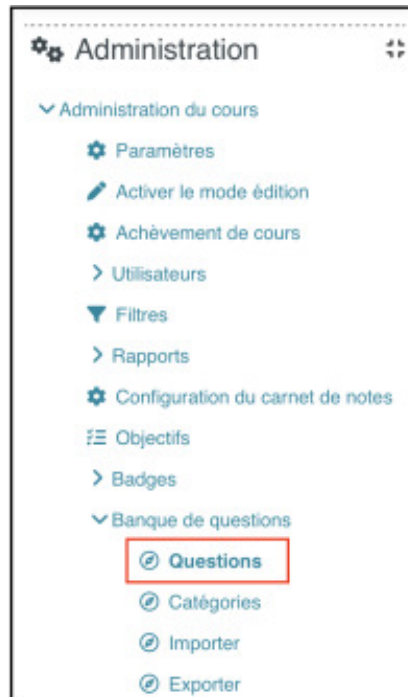 Administration
Administration du cours
Paramètres
Activer le mode édition
Achèvement de cours
Utilisateurs
Filtres
Rapports
Configuration du carnet de notes
Objectifs
Badges
Banque de questions
Questions
Catégories
Importer
Exporter